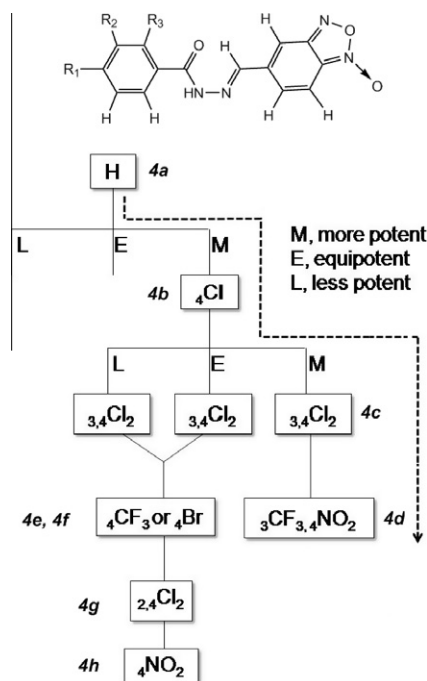 R₂ R₃
R₁ O H N O N O
H H HN N H H
H 4a
L E M
M, more potent
E, equipotent
L, less potent
4b ₄Cl
L E M
₃,₄Cl₂ ₃,₄Cl₂ ₃,₄Cl₂ 4c
4e, 4f ₄CF₃ or ₄Br ₃CF₃,₄NO₂ 4d
4g ₂,₄Cl₂
4h ₄NO₂